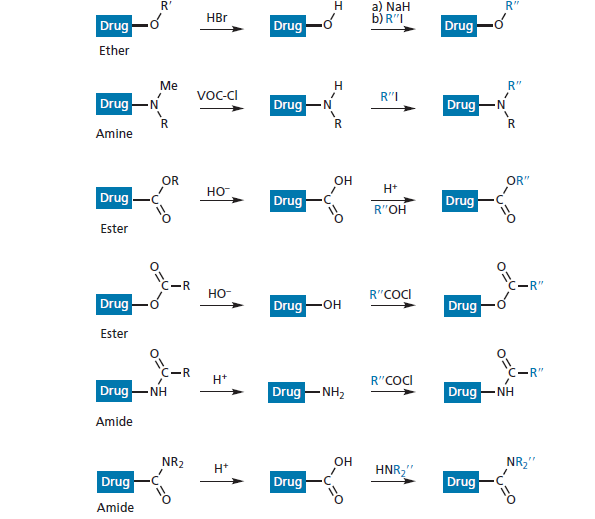 R′ H a) NaH R″
HBr b) R″I
Drug O Drug O Drug O
Ether
Me H R″
VOC-Cl R″I
Drug N Drug N Drug N
R R R
Amine
OR OH OR″
HO⁻ H⁺
Drug C Drug C Drug C
R″OH
O O O
Ester
O O
C–R C–R″
HO⁻ R″COCl
Drug O Drug OH Drug O
Ester
O O
C–R C–R″
H⁺ R″COCl
Drug NH Drug NH₂ Drug NH
Amide
NR₂ OH NR₂″
H⁺ HNR₂″
Drug C Drug C Drug C
O O O
Amide